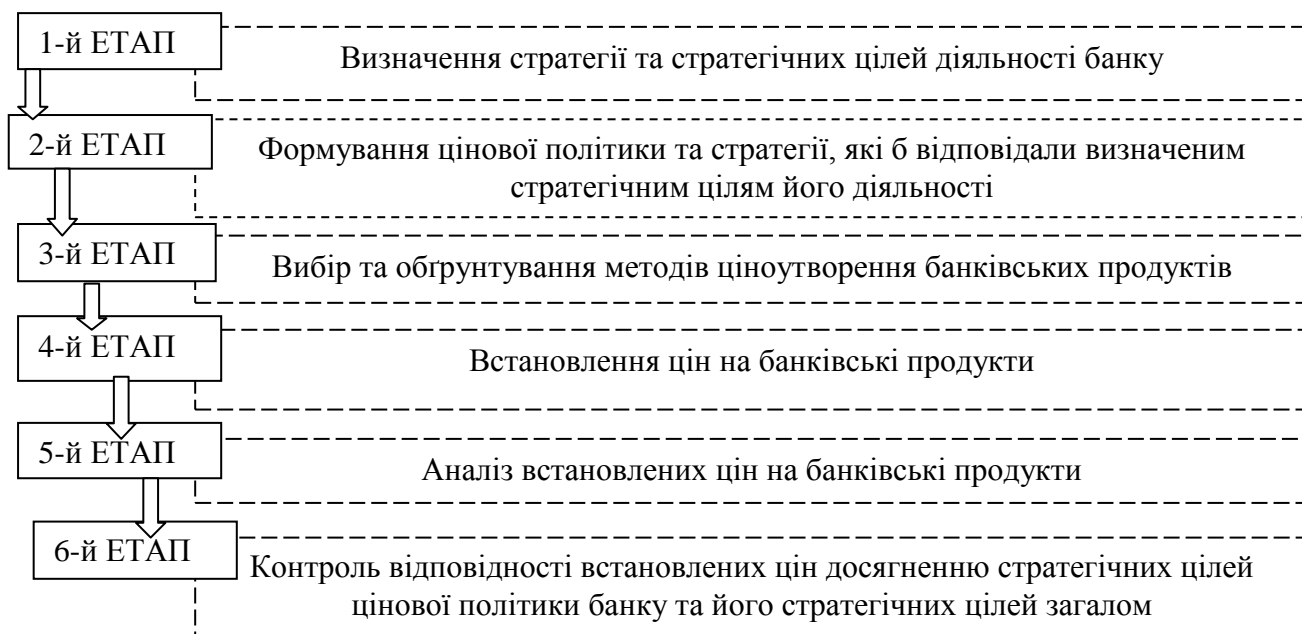 1-й ЕТАП
Визначення стратегії та стратегічних цілей діяльності банку
2-й ЕТАП
Формування цінової політики та стратегії, які б відповідали визначеним
стратегічним цілям його діяльності
3-й ЕТАП
Вибір та обґрунтування методів ціноутворення банківських продуктів
4-й ЕТАП
Встановлення цін на банківські продукти
5-й ЕТАП
Аналіз встановлених цін на банківські продукти
6-й ЕТАП
Контроль відповідності встановлених цін досягненню стратегічних цілей
цінової політики банку та його стратегічних цілей загалом